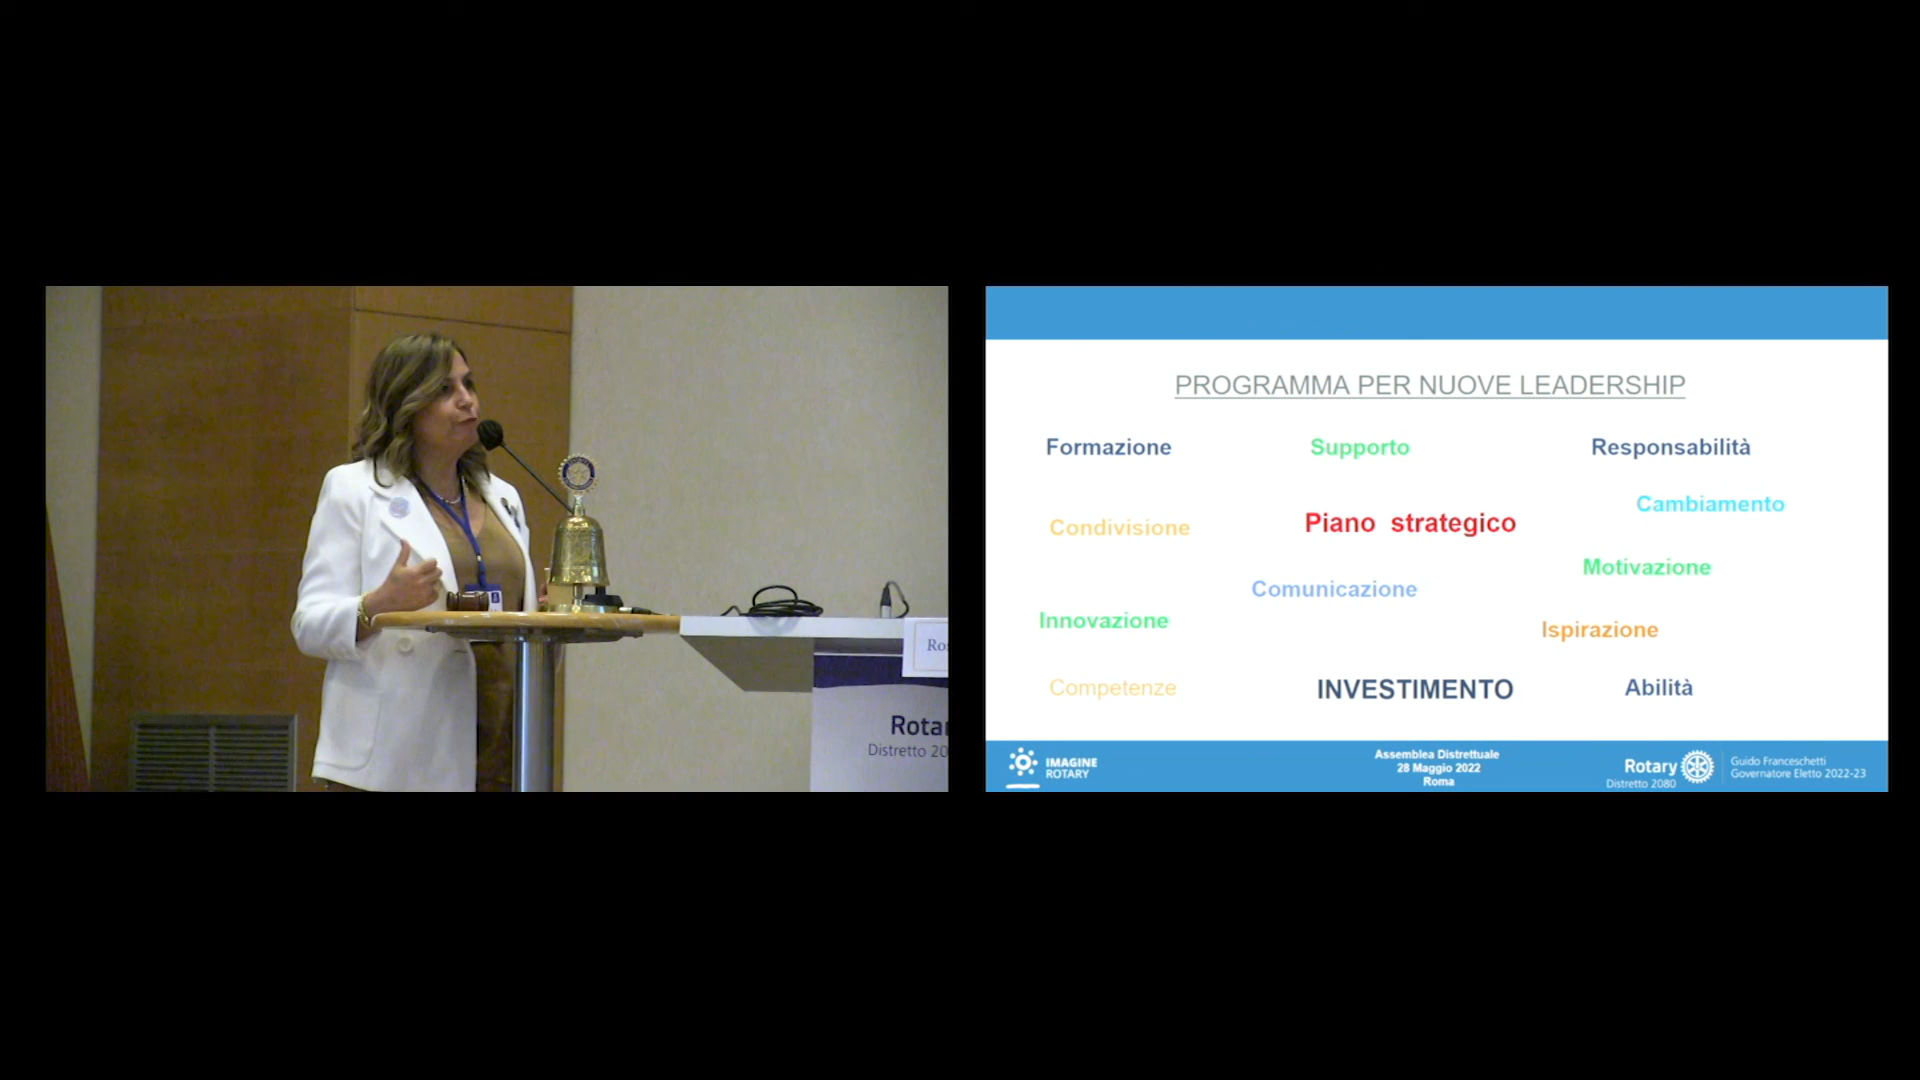 Rotar
Distretto 20
PROGRAMMA PER NUOVE LEADERSHIP
Formazione
Supporto
Responsabilità
Cambiamento
Condivisione
Piano strategico
Motivazione
Comunicazione
Innovazione
Ispirazione
Competenze
INVESTIMENTO
Abilità
IMAGINE
ROTARY
Assemblea Distrettuale
28 Maggio 2022
Roma
Rotary
Distretto 2080
Guido Franceschetti
Governatore Eletto 2022-23